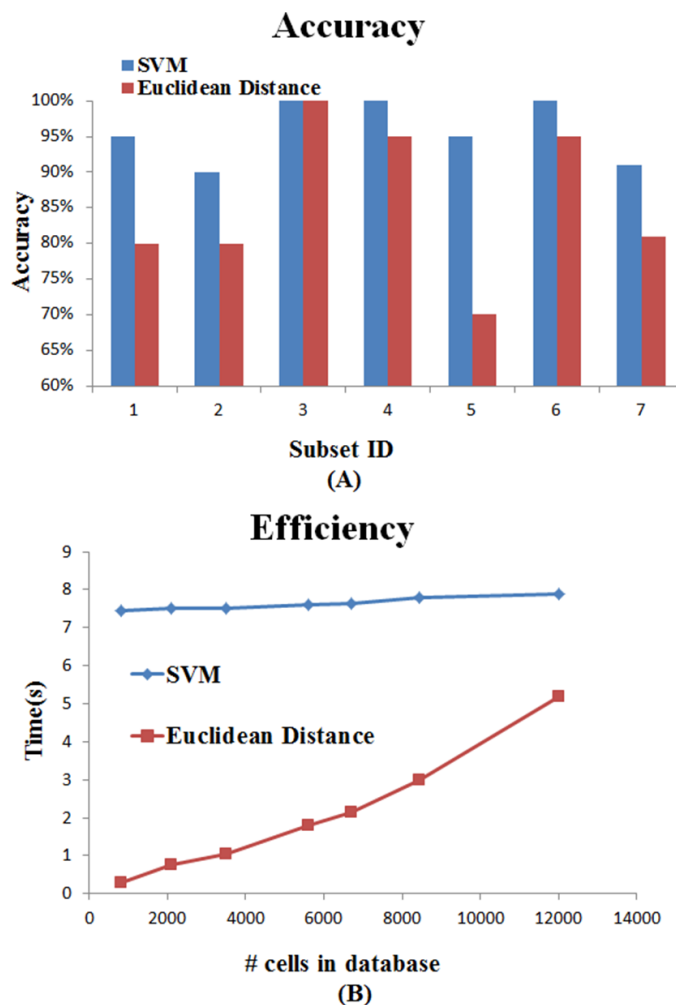 Accuracy
SVM
Euclidean Distance
100%
95%
90%
85%
80%
75%
70%
65%
60%
Accuracy
1 2 3 4 5 6 7
Subset ID
(A)
Efficiency
9
8
7
6
5
4
3
2
1
0
Time(s)
SVM
Euclidean Distance
0 2000 4000 6000 8000 10000 12000 14000
# cells in database
(B)